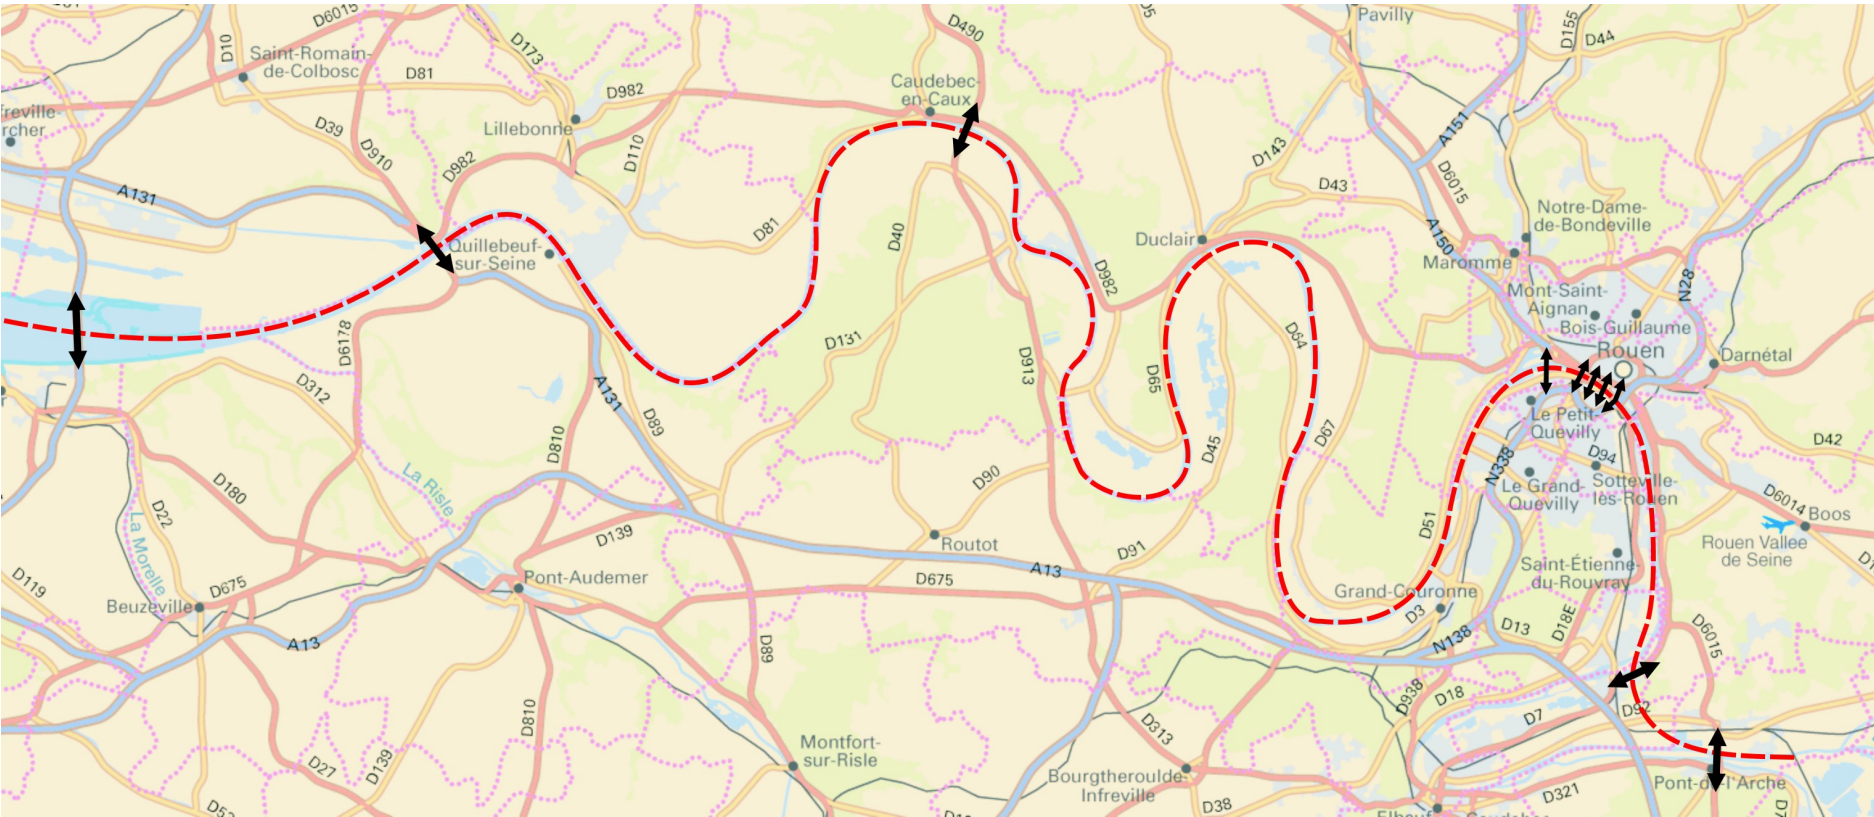 D6015
D490
Pavilly
D155
D44
D10
Saint-Romain-
de-Colbosc
D173
D81
D982
Caudebec-
en-Caux
Lillebonne
D39
D910
D982
D110
D143
D43
A151
D6015
A131
D81
D40
Duclair
A150
Notre-Dame-
de-Bondeville
Maromme
Quillebeuf-
sur-Seine
D982
N28
Mont-Saint-
Aignan
Bois-Guillaume
Rouen
Darnétal
D6178
D131
D64
D913
D65
D312
A131
D89
Le Petit-
Quevilly
D42
D810
D45
D67
N338
D94
La Risle
D180
D90
Le Grand-
Quevilly
Sotteville-
lès-Rouen
D22
La Morelle
D6014
Boos
D139
Routot
D91
D51
Rouen Vallee
de Seine
A13
D119
D675
Pont-Audemer
D675
Saint-Étienne-
du-Rouvray
Beuzeville
Grand-Couronne
D3
A13
D89
N138
D13
D18E
D6015
D810
D938
D18
D7
D92
D313
Montfort-
sur-Risle
D27
D139
Bourgtheroulde-
Infreville
D38
D321
Pont-de-l'Arche